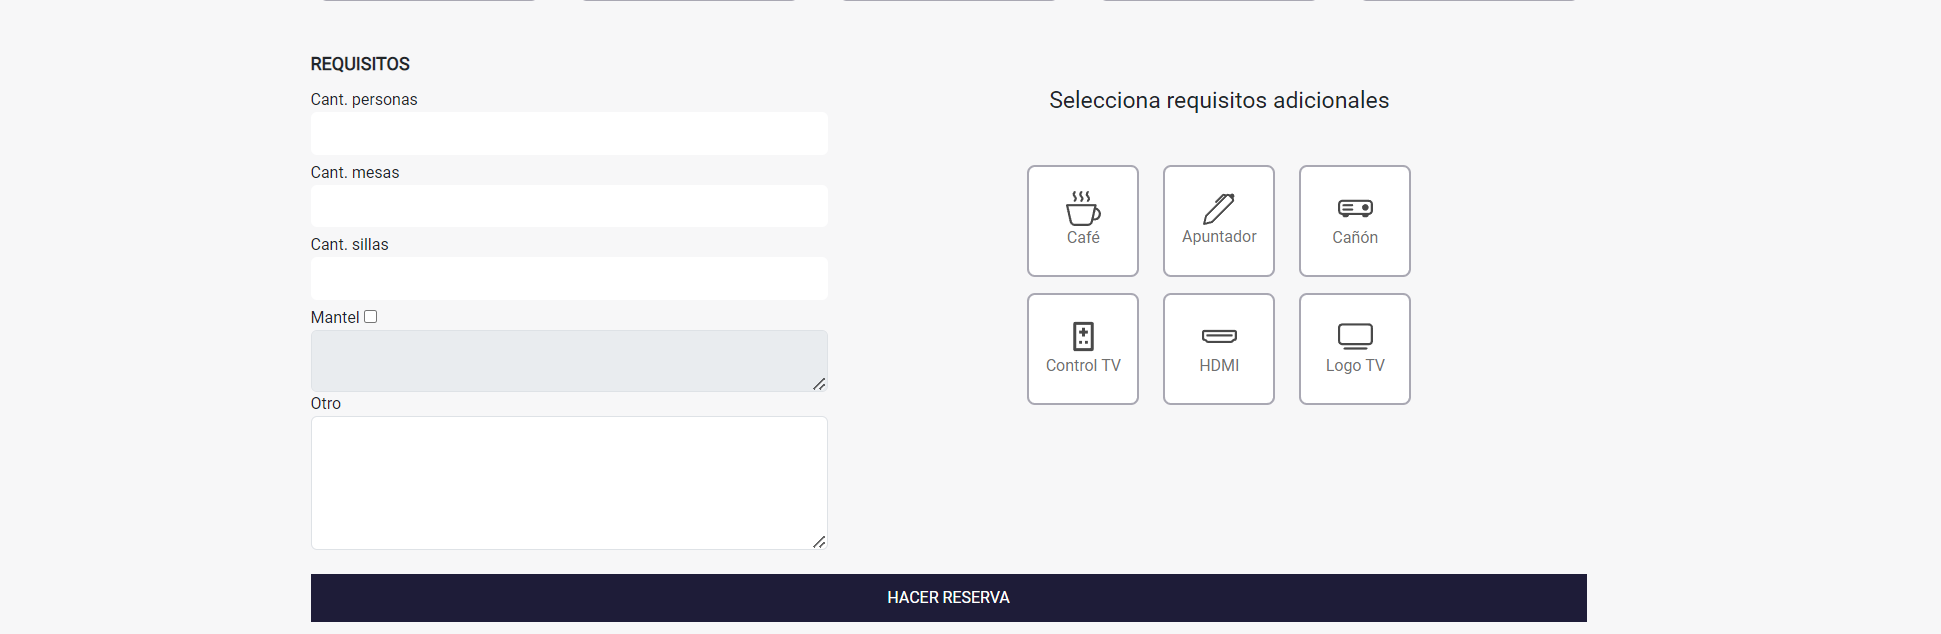 REQUISITOS
Cant. personas
Cant. mesas
Cant. sillas
Mantel
Otro
Selecciona requisitos adicionales
Café
Apuntador
Cañón
Control TV
HDMI
Logo TV
HACER RESERVA